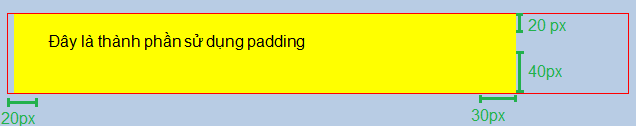 20 px
Đây là thành phần sử dụng padding
40px
20px
30px